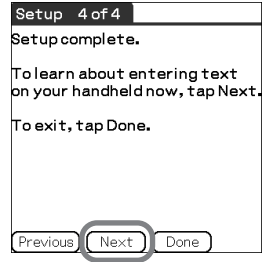 Setup 4 of 4
Setup complete.
To learn about entering text
on your handheld now, tap Next.
To exit, tap Done.
Previous Next Done